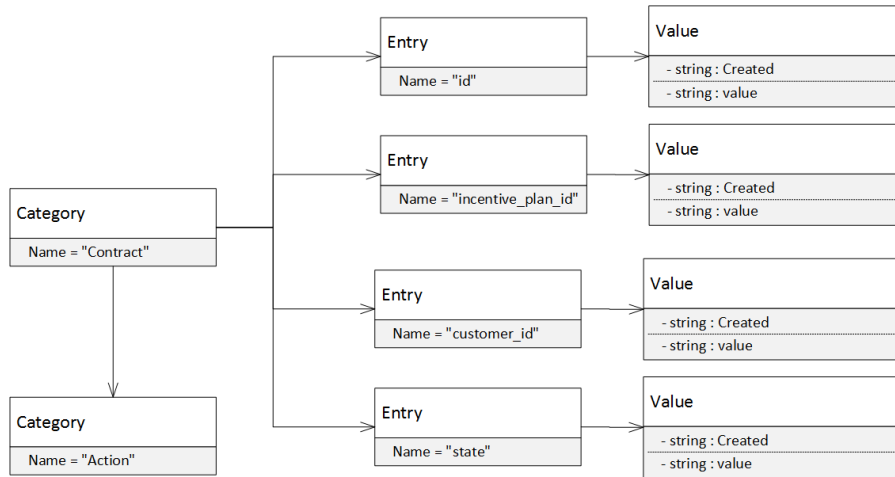 Entry
Name = "id"
Value
- string : Created
- string : value
Entry
Name = "incentive_plan_id"
Value
- string : Created
- string : value
Category
Name = "Contract"
Entry
Name = "customer_id"
Value
- string : Created
- string : value
Category
Name = "Action"
Entry
Name = "state"
Value
- string : Created
- string : value